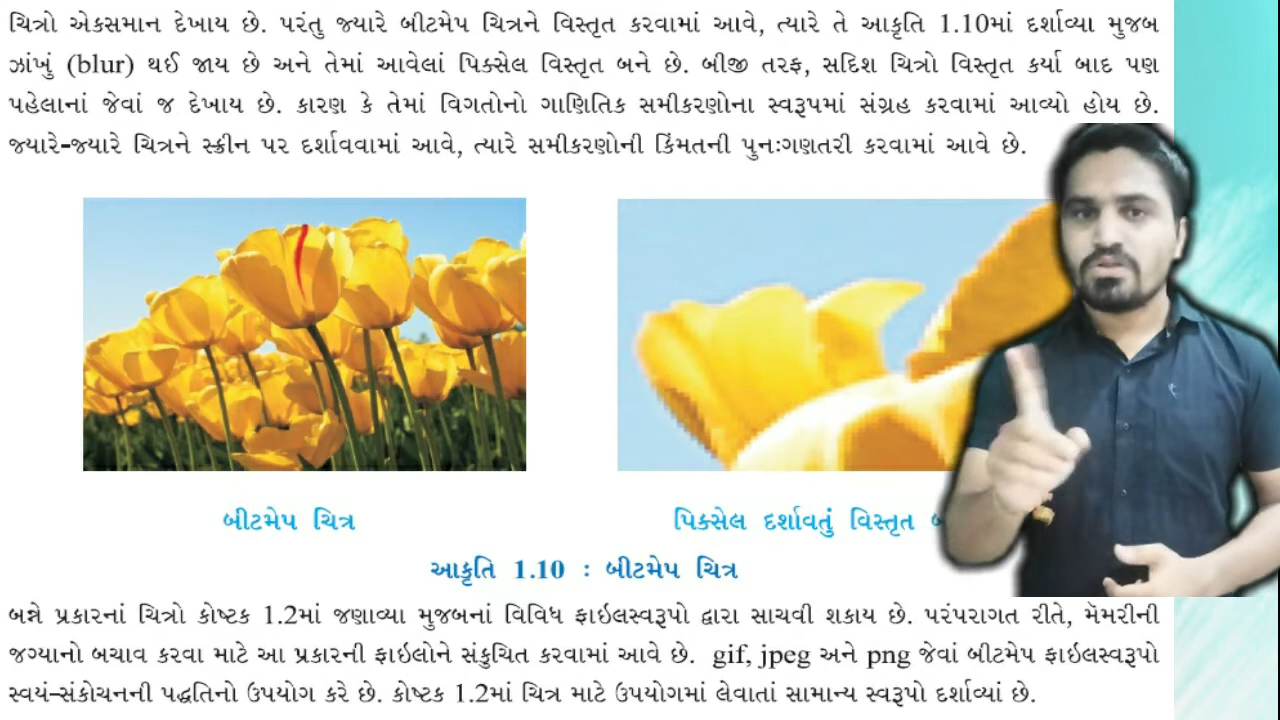 ચિત્રો એકસમાન દેખાય છે. પરંતુ જ્યારે બીટમેપ ચિત્રને વિસ્તૃત કરવામાં આવે, ત્યારે તે આકૃતિ 1.10માં દર્શાવ્યા મુજબ
ઝાંખું (blur) થઈ જાય છે અને તેમાં આવેલાં પિક્સેલ વિસ્તૃત બને છે. બીજી તરફ, સદિશ ચિત્રો વિસ્તૃત કર્યા બાદ પણ
પહેલાનાં જેવાં જ દેખાય છે. કારણ કે તેમાં વિગતોનો ગાણિતિક સમીકરણોના સ્વરૂપમાં સંગ્રહ કરવામાં આવ્યો હોય છે.
જ્યારે-જ્યારે ચિત્રને સ્ક્રીન પર દર્શાવવામાં આવે, ત્યારે સમીકરણોની કિંમતની પુનઃગણતરી કરવામાં આવે છે.
બીટમેપ ચિત્ર
પિક્સેલ દર્શાવતું વિસ્તૃત
આકૃતિ 1.10 : બીટમેપ ચિત્ર
બન્ને પ્રકારનાં ચિત્રો કોષ્ટક 1.2માં જણાવ્યા મુજબનાં વિવિધ ફાઇલસ્વરૂપો દ્વારા સાચવી શકાય છે. પરંપરાગત રીતે, મૅમરીની
જગ્યાનો બચાવ કરવા માટે આ પ્રકારની ફાઇલોને સંકુચિત કરવામાં આવે છે. gif, jpeg અને png જેવાં બીટમેપ ફાઇલસ્વરૂપો
સ્વયં-સંકોચનની પદ્ધતિનો ઉપયોગ કરે છે. કોષ્ટક 1.2માં ચિત્ર માટે ઉપયોગમાં લેવાતાં સામાન્ય સ્વરૂપો દર્શાવ્યાં છે.